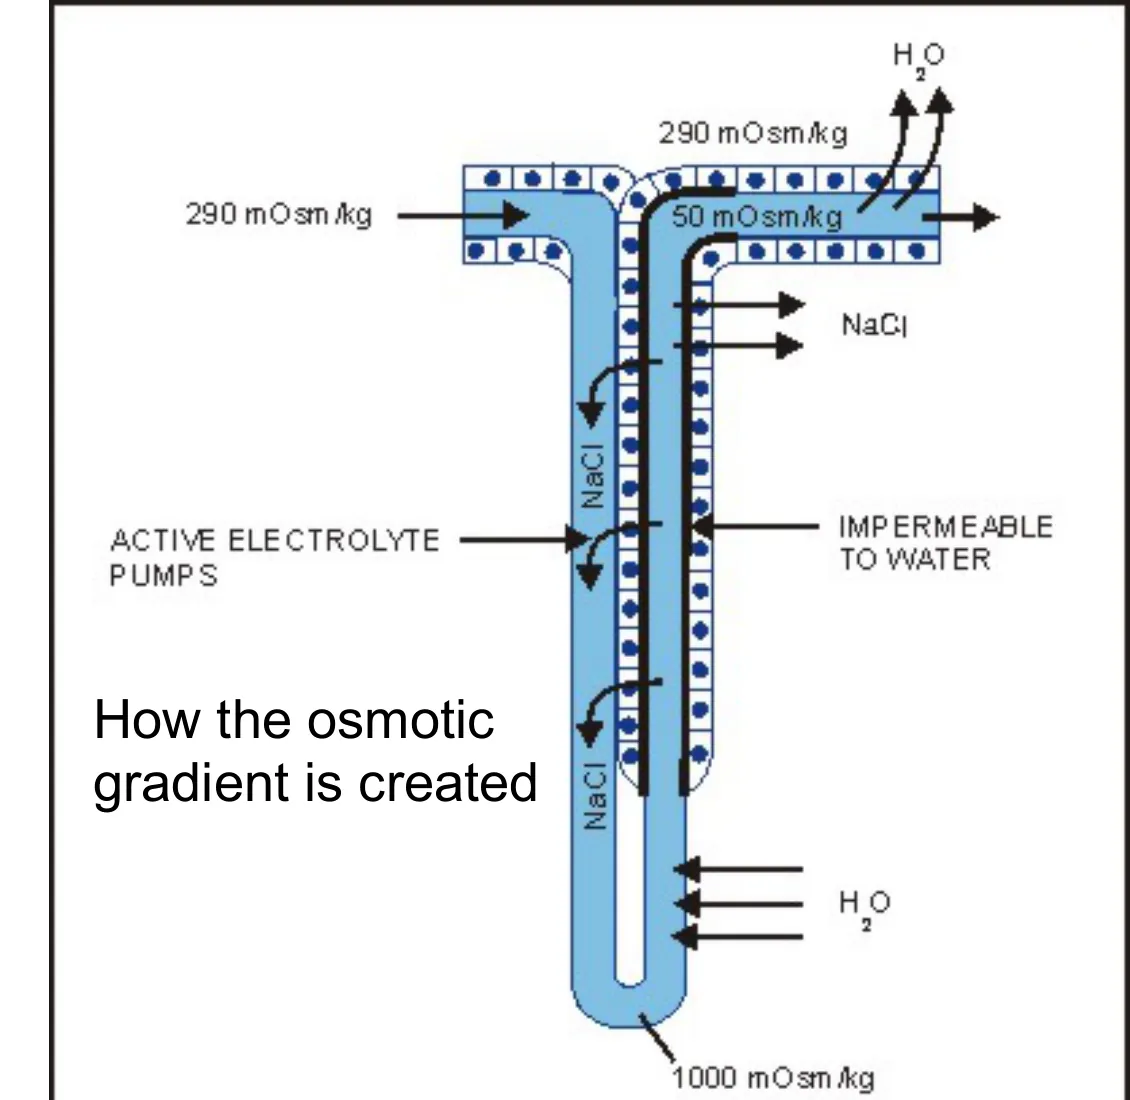 H2O
290 mOsm/kg
290 mOsm/kg
50 mOsm/kg
NaCl
NaCl
ACTIVE ELECTROLYTE
PUMPS
IMPERMEABLE
TO WATER
How the osmotic
gradient is created
NaCl
H2O
1000 mOsm/kg